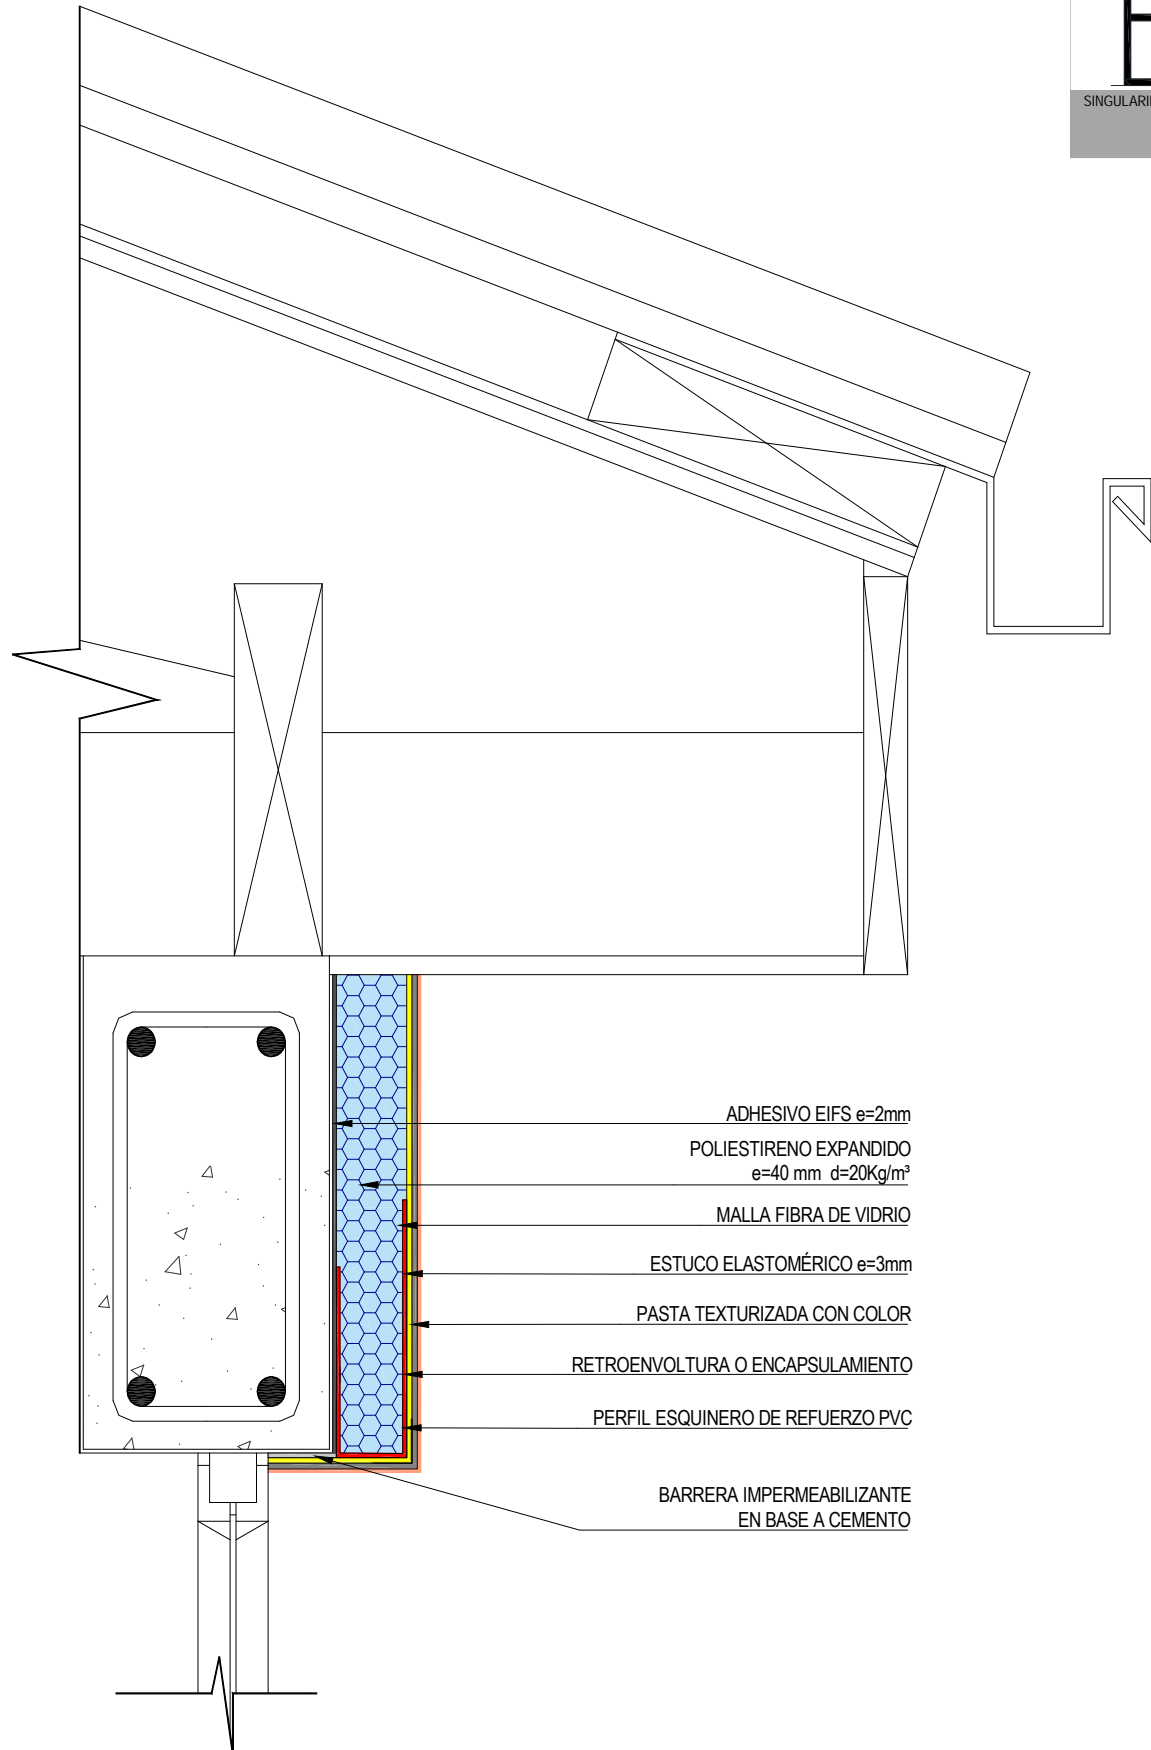 ADHESIVO EIFS e=2mm
POLIESTIRENO EXPANDIDO
e=40 mm d=20Kg/m³
MALLA FIBRA DE VIDRIO
ESTUCO ELASTOMÉRICO e=3mm
PASTA TEXTURIZADA CON COLOR
RETROENVOLTURA O ENCAPSULAMIENTO
PERFIL ESQUINERO DE REFUERZO PVC
BARRERA IMPERMEABILIZANTE
EN BASE A CEMENTO